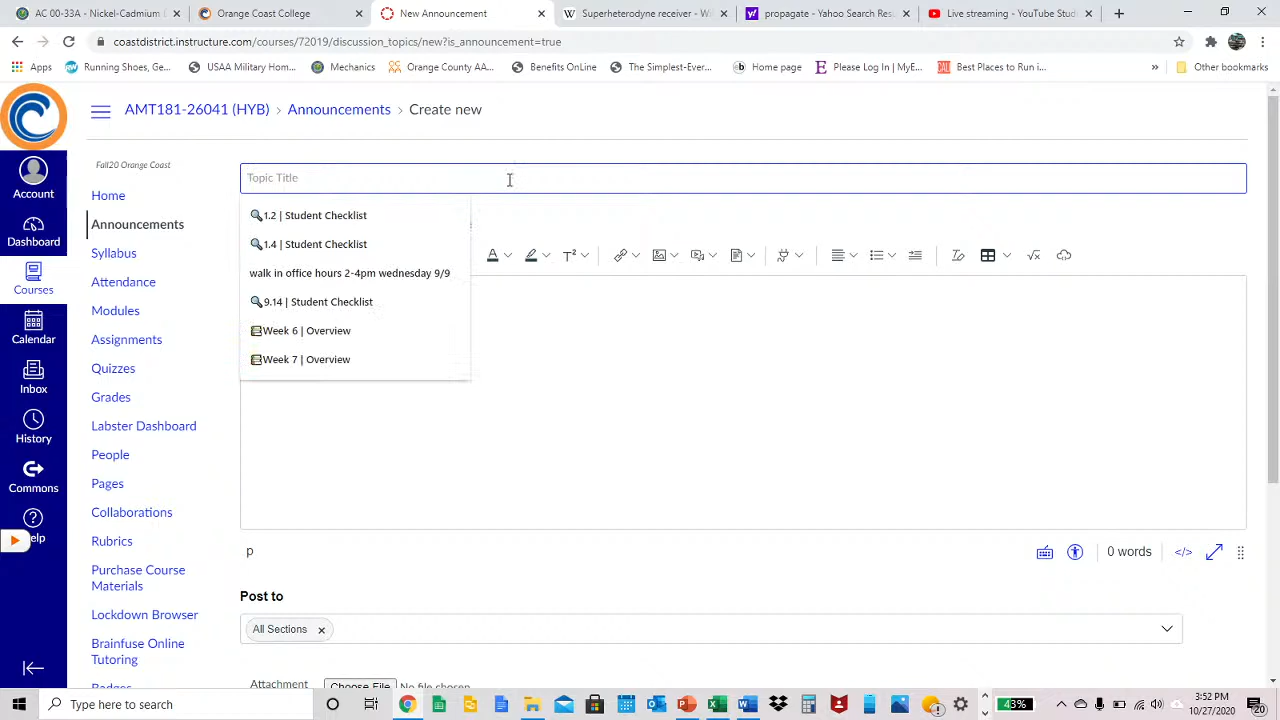 AC 00-33A - Nickel-Cadmium
Orange Coast College
New Announcement
Superheterodyne receiver - W
propagate - Yahoo Search Res
Live streaming - YouTube Stud
coastdistrict.instructure.com/courses/72019/discussion_topics/new?is_announcement=true
Apps
Running Shoes, Ge...
USAA Military Hom...
Mechanics
Orange County AA...
Benefits OnLine
The Simplest-Ever...
Home page
Please Log In | MyE...
Best Places to Run i...
»
Other bookmarks
AMT181-26041 (HYB) › Announcements › Create new
Fall20 Orange Coast
Account
Dashboard
Courses
Calendar
Inbox
History
Commons
elp
Home
Announcements
Syllabus
Attendance
Modules
Assignments
Quizzes
Grades
Labster Dashboard
People
Pages
Collaborations
Rubrics
Purchase Course
Materials
Lockdown Browser
Brainfuse Online
Tutoring
Badges
Topic Title
1.2 | Student Checklist
1.4 | Student Checklist
walk in office hours 2-4pm wednesday 9/9
9.14 | Student Checklist
Week 6 | Overview
Week 7 | Overview
p
0 words
</>
Post to
All Sections x
Attachment
Choose File No file chosen
Type here to search
43%
3:52 PM
10/27/2020
20